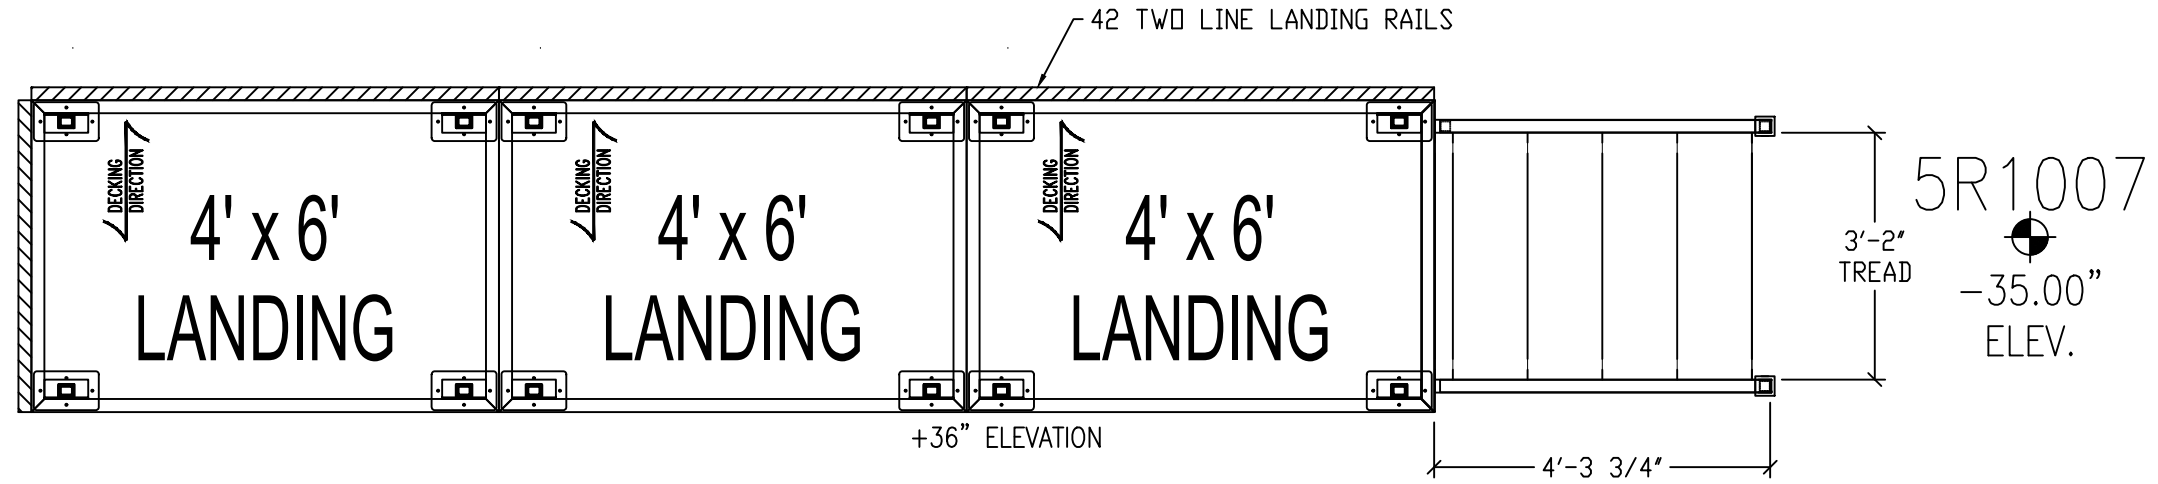 42 TWO LINE LANDING RAILS
DECKING
DIRECTION
4' x 6'
LANDING
DECKING
DIRECTION
4' x 6'
LANDING
DECKING
DIRECTION
4' x 6'
LANDING
3'-2"
TREAD
5R1007
-35.00"
ELEV.
+36" ELEVATION
4'-3 3/4"